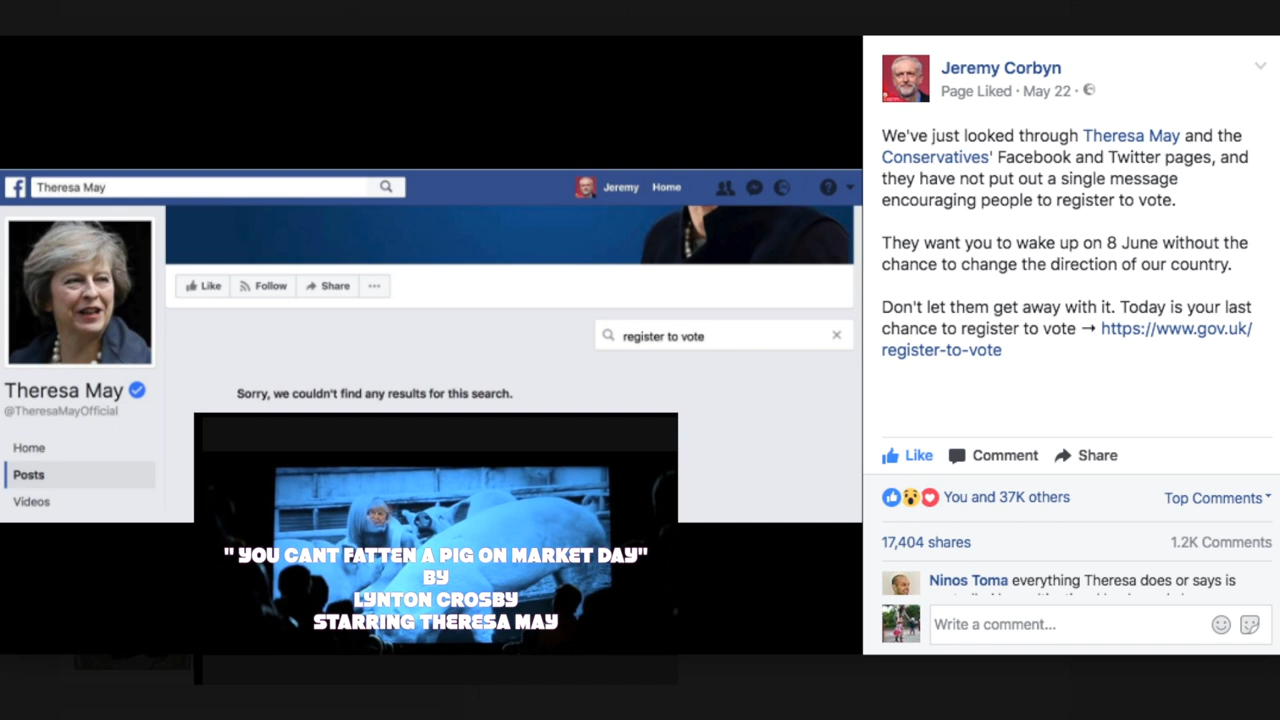 Theresa May
Jeremy Home
Like Follow Share
register to vote
Sorry, we couldn't find any results for this search.
Theresa May
@TheresaMayOfficial
Home
Posts
Videos
" YOU CANT FATTEN A PIG ON MARKET DAY"
BY
LYNTON CROSBY
STARRING THERESA MAY
Jeremy Corbyn
Page Liked · May 22 ·
We've just looked through Theresa May and the
Conservatives' Facebook and Twitter pages, and
they have not put out a single message
encouraging people to register to vote.
They want you to wake up on 8 June without the
chance to change the direction of our country.
Don't let them get away with it. Today is your last
chance to register to vote → https://www.gov.uk/
register-to-vote
Like Comment Share
You and 37K others Top Comments
17,404 shares 1.2K Comments
Ninos Toma everything Theresa does or says is
Write a comment...